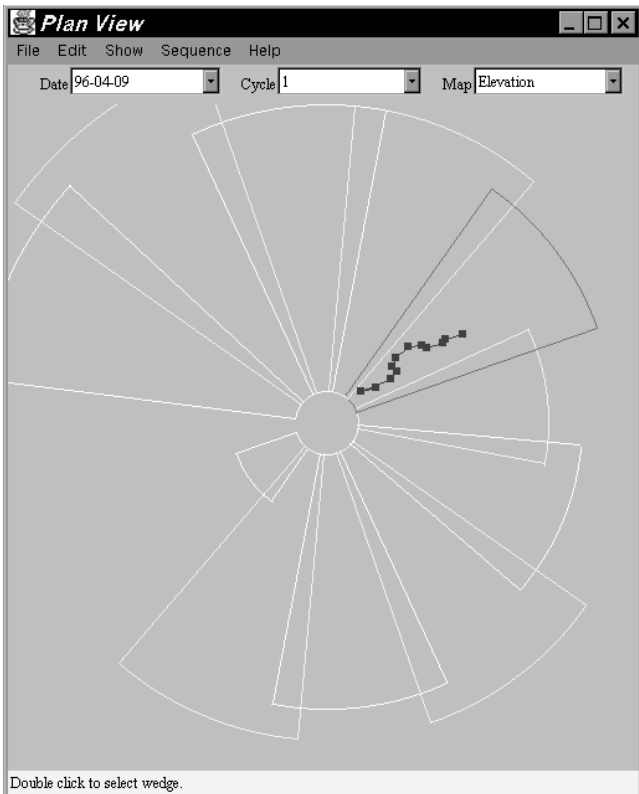 Plan View
File Edit Show Sequence Help
Date 96-04-09 Cycle 1 Map Elevation
Double click to select wedge.